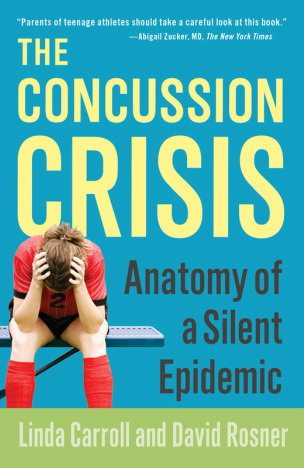 “Parents of teenage athletes should take a careful look at this book.”
—Abigail Zucker, MD, The New York Times
THE
CONCUSSION
CRISIS
Anatomy of
a Silent
Epidemic
2
Linda Carroll and David Rosner